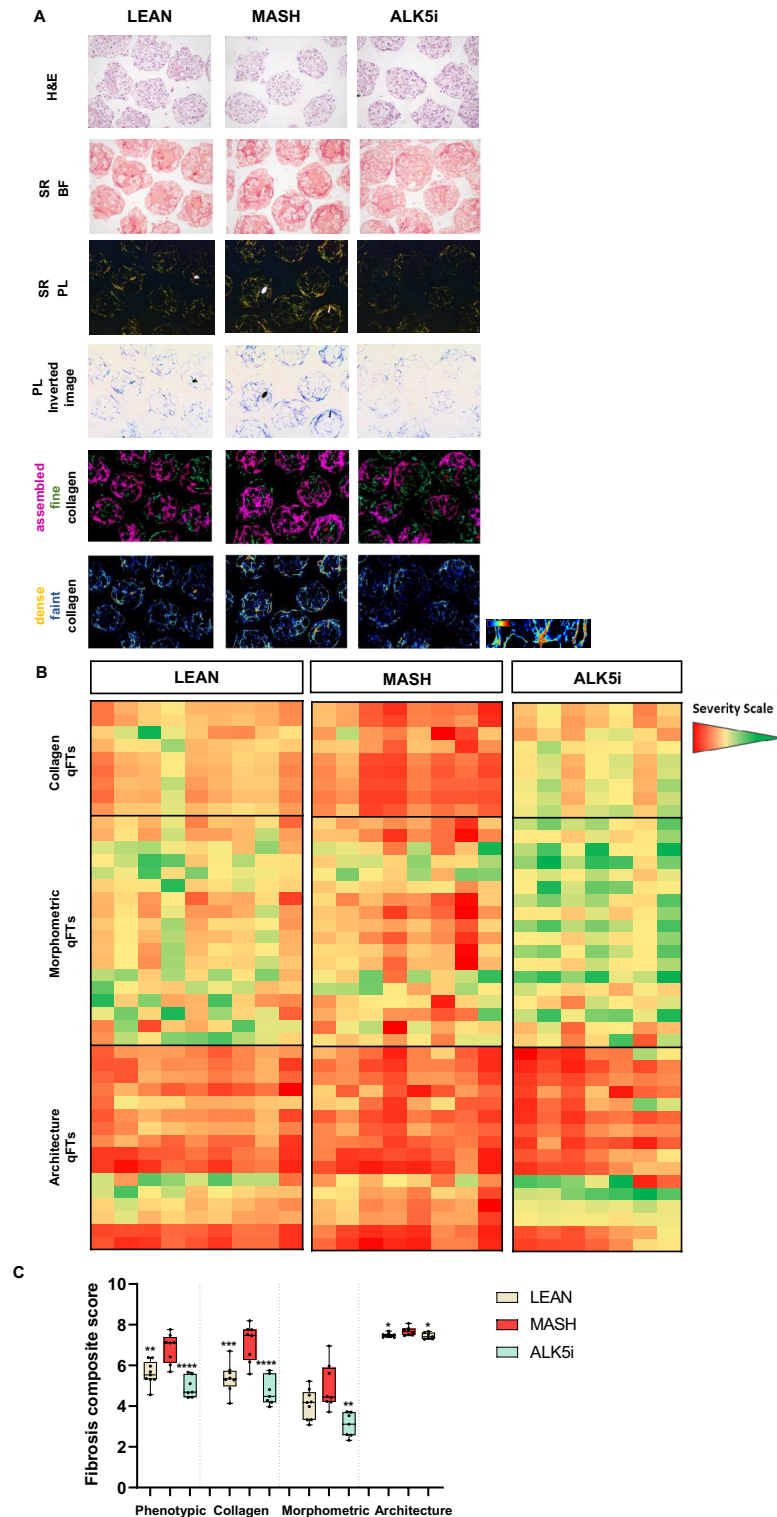 A
LEAN
MASH
ALK5i
H&E
SR
BF
SR
PL
PL
Inverted
image
assembled
fine
collagen
dense
faint
collagen
B
LEAN
MASH
ALK5i
Severity Scale
Collagen
qFTs
Morphometric
qFTs
Architecture
qFTs
C
Fibrosis composite score
10
8
6
4
2
0
**
****
***
****
**
*
*
Phenotypic
Collagen
Morphometric
Architecture
LEAN
MASH
ALK5i